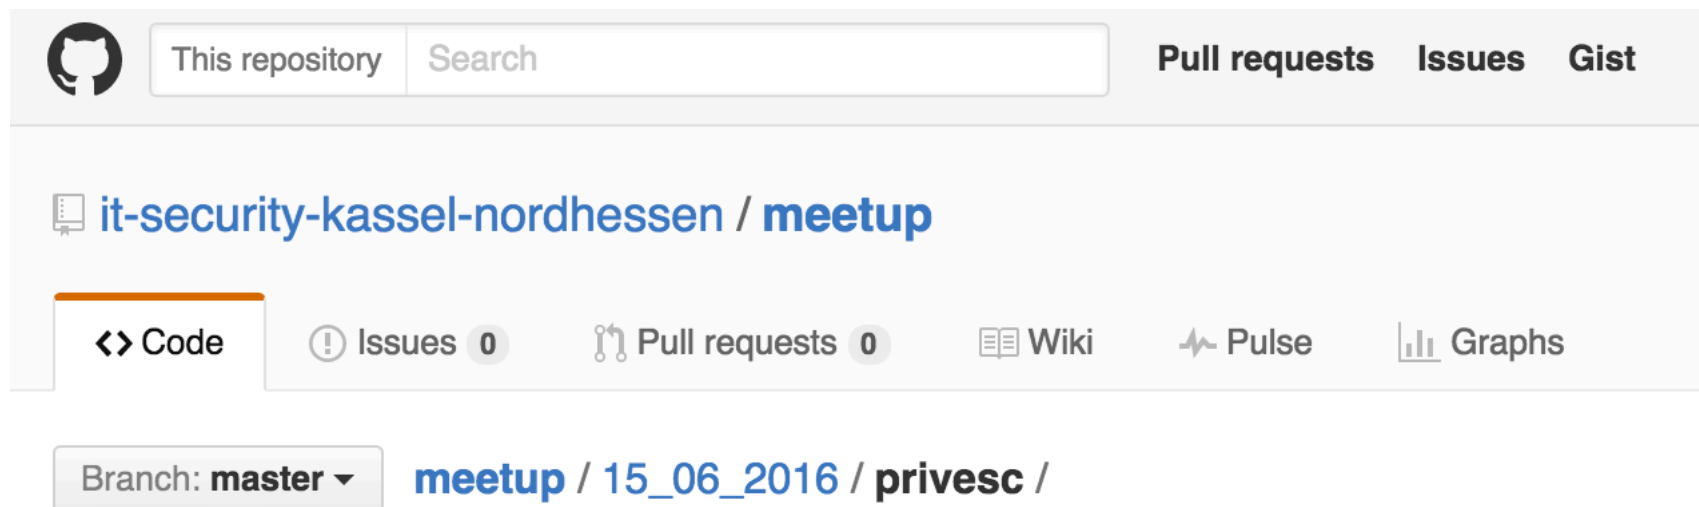 This repository Search Pull requests Issues Gist
it-security-kassel-nordhessen / meetup
<> Code Issues 0 Pull requests 0 Wiki Pulse Graphs
Branch: master meetup / 15_06_2016 / privesc /